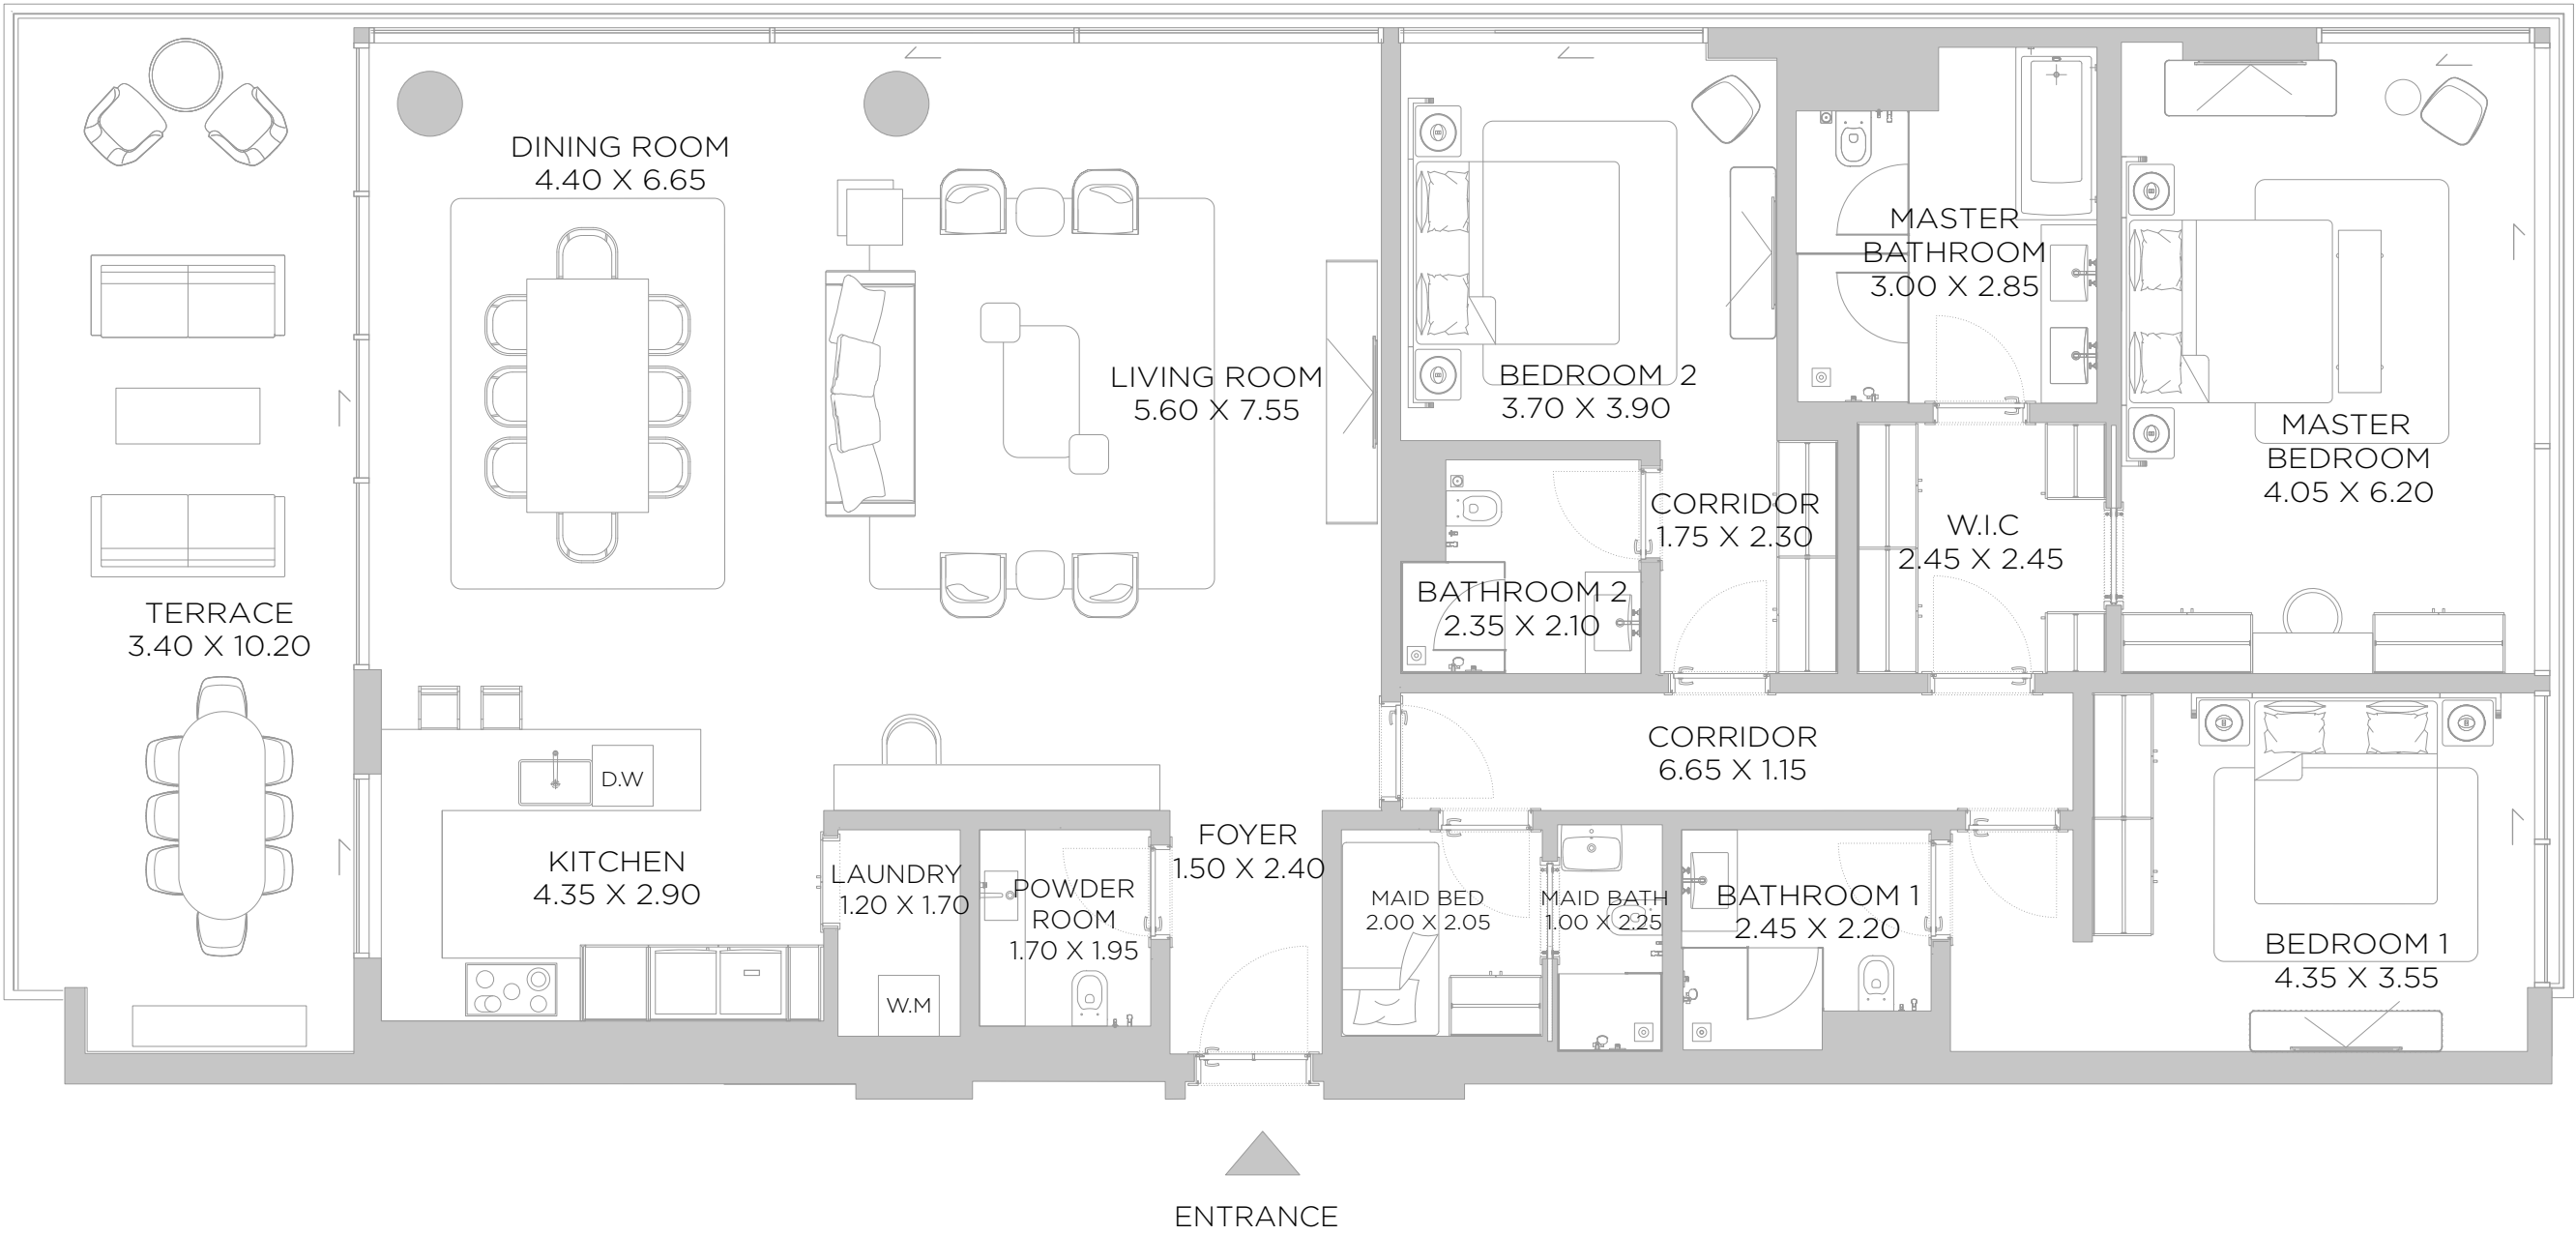 DINING ROOM
4.40 X 6.65
LIVING ROOM
5.60 X 7.55
BEDROOM 2
3.70 X 3.90
MASTER
BATHROOM
3.00 X 2.85
MASTER
BEDROOM
4.05 X 6.20
CORRIDOR
1.75 X 2.30
W.I.C
2.45 X 2.45
BATHROOM 2
2.35 X 2.10
TERRACE
3.40 X 10.20
D.W
KITCHEN
4.35 X 2.90
LAUNDRY
1.20 X 1.70
W.M
POWDER
ROOM
1.70 X 1.95
FOYER
1.50 X 2.40
CORRIDOR
6.65 X 1.15
MAID BED
2.00 X 2.05
MAID BATH
1.00 X 2.25
BATHROOM 1
2.45 X 2.20
BEDROOM 1
4.35 X 3.55
ENTRANCE